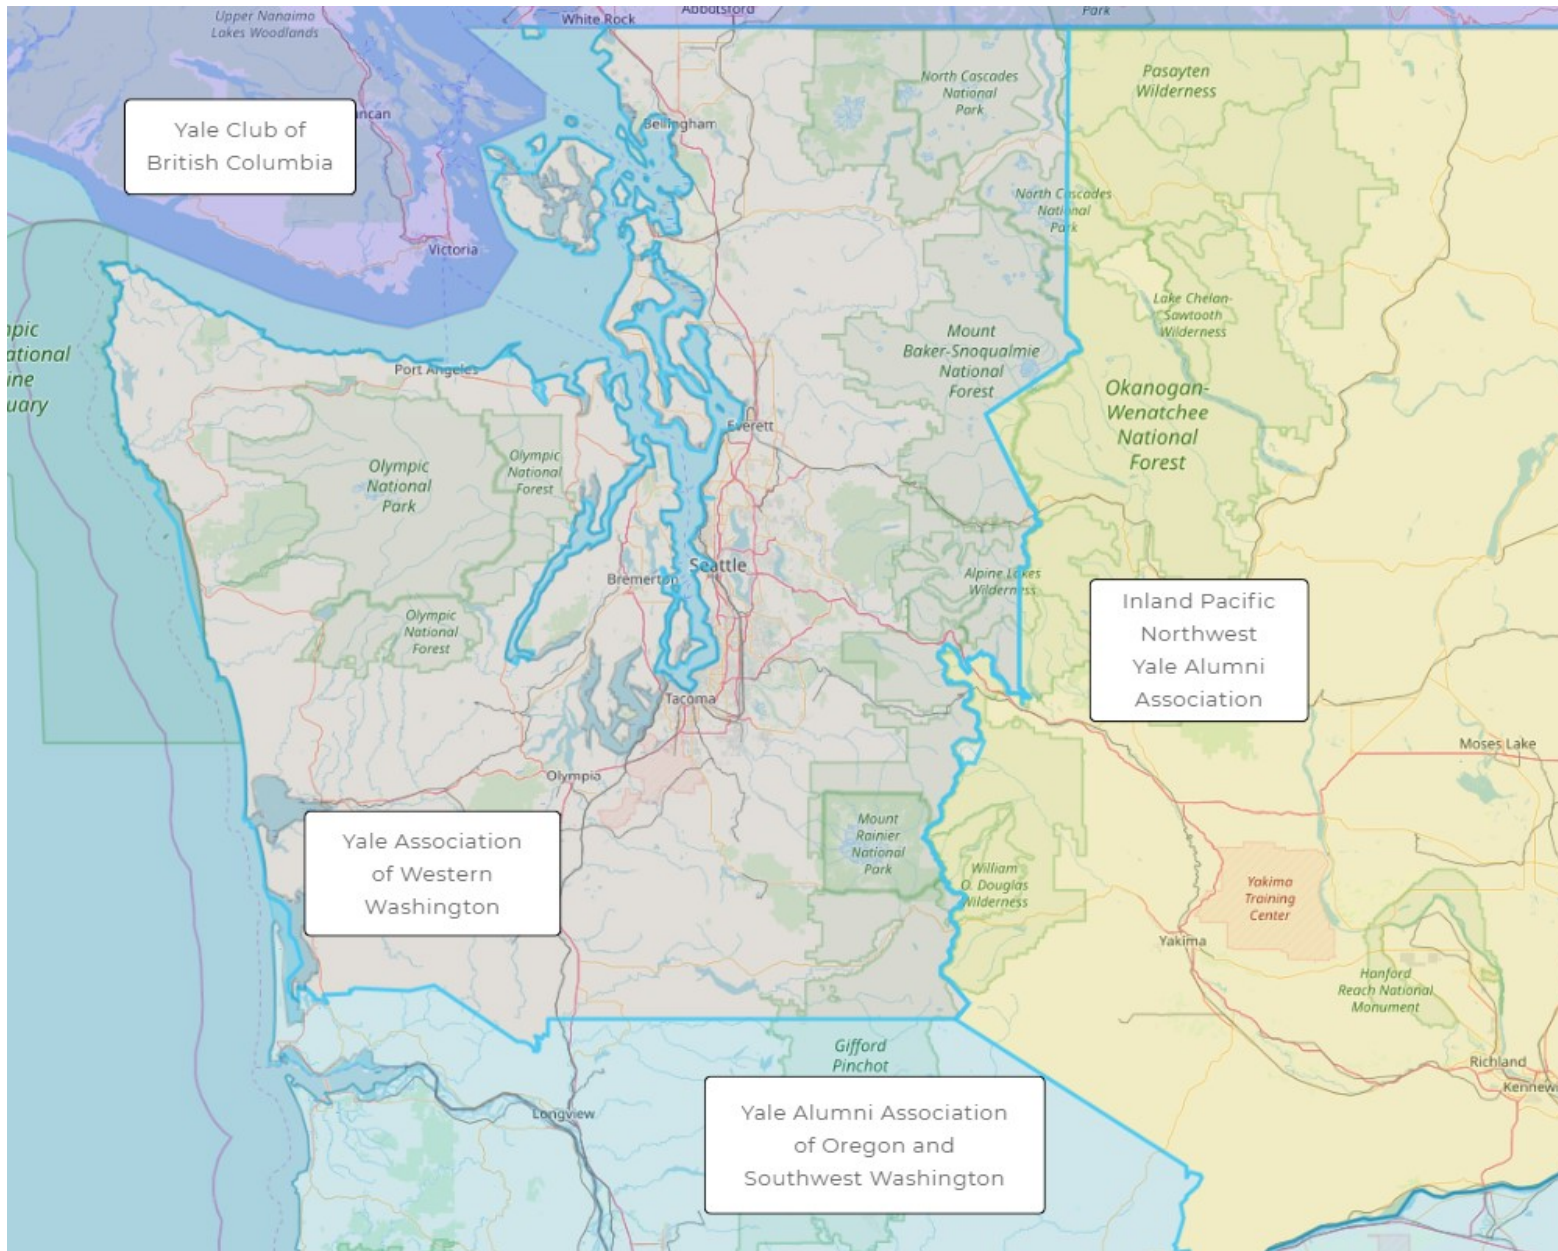 Upper Nanaimo
Lakes Woodlands
White Rock
Abbotsford
Park
Yale Club of
British Columbia
ncan
Victoria
Bellingham
North Cascades
National
Park
Pasayten
Wilderness
North Cascades
National
Park
Lake Chelan-
Sawtooth
Wilderness
Mount
Baker-Snoqualmie
National
Forest
Okanogan-
Wenatchee
National
Forest
Port Angeles
Everett
Olympic
National
Park
Olympic
National
Forest
Olympic
National
Forest
Bremerton
Seattle
Alpine Lakes
Wilderness
Inland Pacific
Northwest
Yale Alumni
Association
Tacoma
Olympia
Moses Lake
Yale Association
of Western
Washington
Mount
Rainier
National
Park
William
O. Douglas
Wilderness
Yakima
Training
Center
Yakima
Hanford
Reach National
Monument
Gifford
Pinchot
Richland
Kennew
Longview
Yale Alumni Association
of Oregon and
Southwest Washington